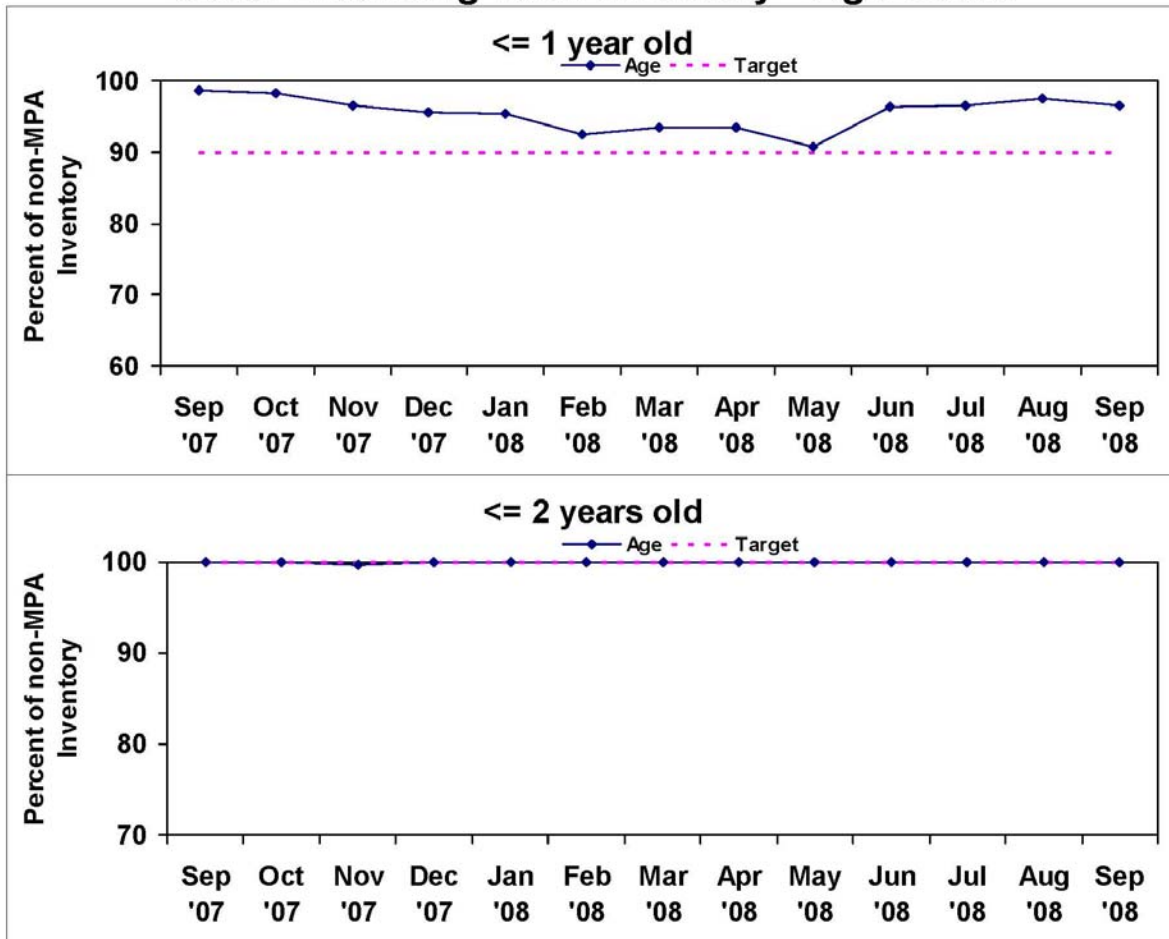 <= 1 year old
Age Target
Percent of non-MPA
Inventory
100
90
80
70
60
Sep Oct Nov Dec Jan Feb Mar Apr May Jun Jul Aug Sep
'07 '07 '07 '07 '08 '08 '08 '08 '08 '08 '08 '08 '08
<= 2 years old
Age Target
Percent of non-MPA
Inventory
100
90
80
70
Sep Oct Nov Dec Jan Feb Mar Apr May Jun Jul Aug Sep
'07 '07 '07 '07 '08 '08 '08 '08 '08 '08 '08 '08 '08